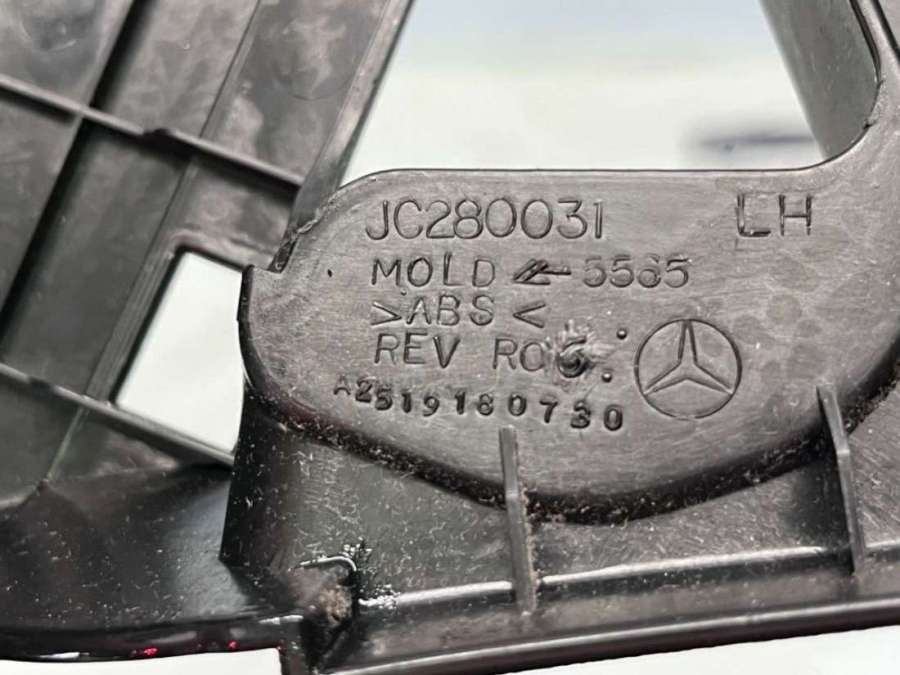 JC280031 LH
MOLD 5565
>ABS<
REV
A2519180730